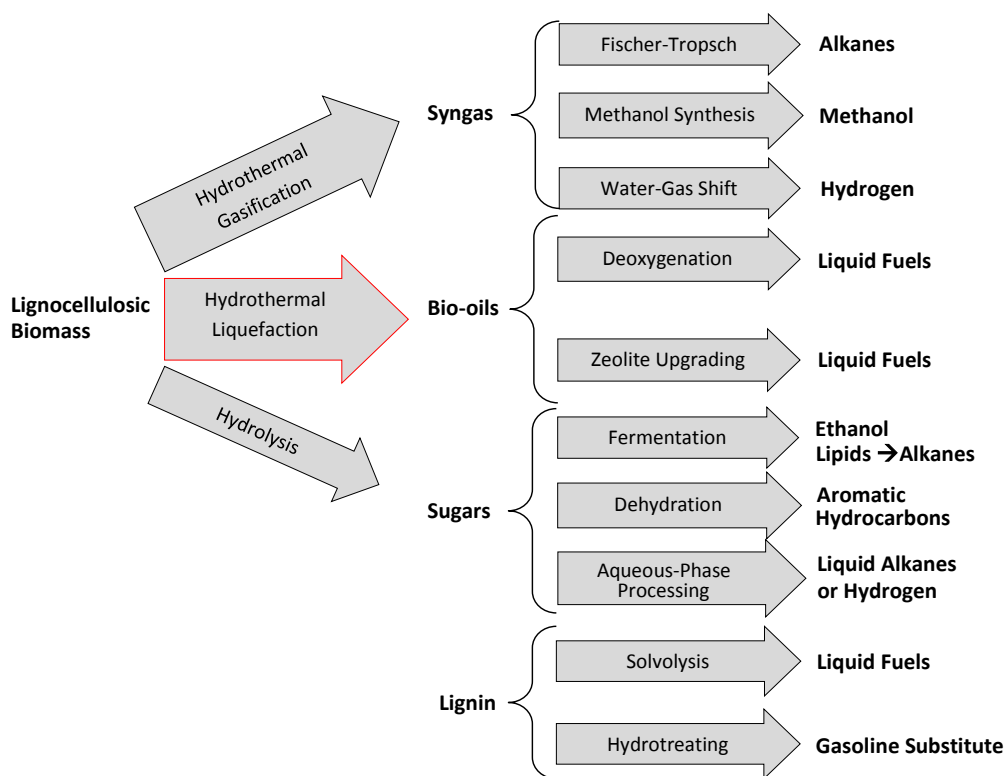 Lignocellulosic
Biomass
Hydrothermal
Gasification
Hydrothermal
Liquefaction
Hydrolysis
Syngas
Fischer-Tropsch
Alkanes
Methanol Synthesis
Methanol
Water-Gas Shift
Hydrogen
Bio-oils
Deoxygenation
Liquid Fuels
Zeolite Upgrading
Liquid Fuels
Sugars
Fermentation
Ethanol
Lipids →Alkanes
Dehydration
Aromatic
Hydrocarbons
Aqueous-Phase
Processing
Liquid Alkanes
or Hydrogen
Lignin
Solvolysis
Liquid Fuels
Hydrotreating
Gasoline Substitute